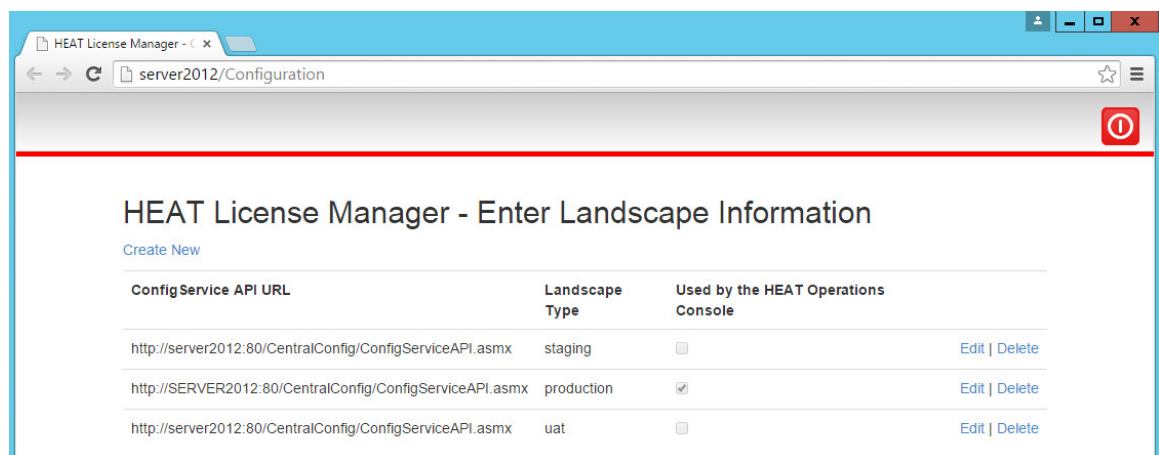 HEAT License Manager - C
server2012/Configuration
HEAT License Manager - Enter Landscape Information
Create New
ConfigService API URL Landscape Type Used by the HEAT Operations Console
http://server2012:80/CentralConfig/ConfigServiceAPI.asmx staging Edit | Delete
http://SERVER2012:80/CentralConfig/ConfigServiceAPI.asmx production Edit | Delete
http://server2012:80/CentralConfig/ConfigServiceAPI.asmx uat Edit | Delete